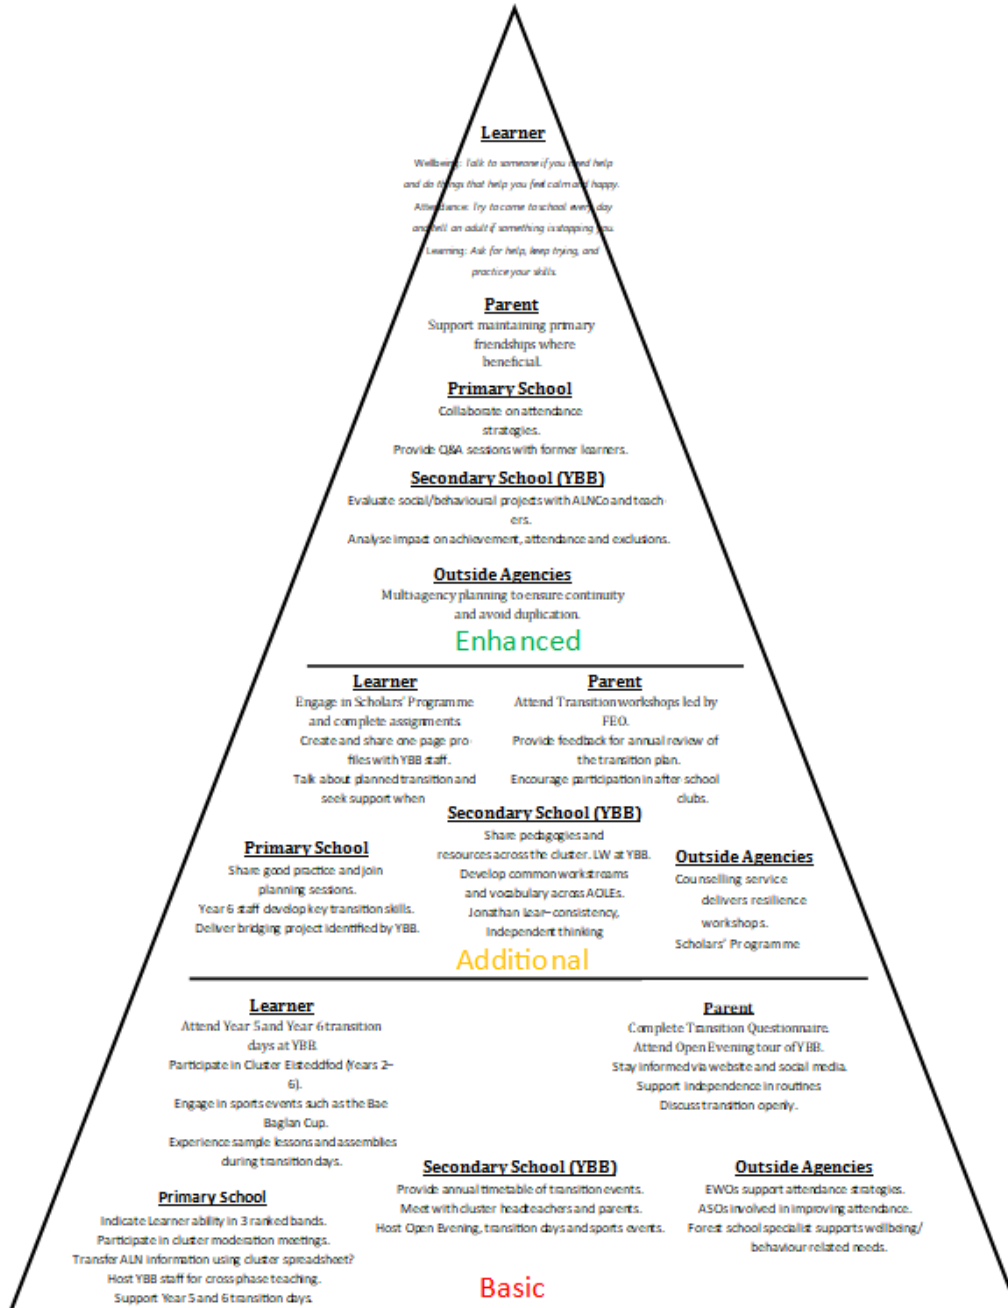 Learner
Wellbeing: Talk to someone if you need help
and do things that help you feel calm and happy.
Attendance: Try to come to school every day
and tell an adult if something is stopping you.
Learning: Ask for help, keep trying, and
practice your skills.
Parent
Support maintaining primary
friendships where
beneficial.
Primary School
Collaborate on attendance
strategies.
Provide Q&A sessions with former learners.
Secondary School (YBB)
Evaluate social/behavioural projects with ALNCo and teach-
ers.
Analyse impact on achievement, attendance and exclusions.
Outside Agencies
Multi-agency planning to ensure continuity
and avoid duplication.
Enhanced
Learner
Engage in Scholars' Programme
and complete assignments.
Create and share one-page pro-
files with YBB staff.
Talk about planned transition and
seek support when
Parent
Attend Transition workshops led by
FEO.
Provide feedback for annual review of
the transition plan.
Encourage participation in after-school
clubs.
Secondary School (YBB)
Share pedagogies and
resources across the cluster. LW at YBB.
Develop common workstreams
and vocabulary across AOLEs.
Jonathan Lear–consistency,
Independent thinking
Primary School
Share good practice and join
planning sessions.
Year 6 staff develop key transition skills.
Deliver bridging project identified by YBB.
Outside Agencies
Counselling service
delivers resilience
workshops.
Scholars' Programme
Additional
Learner
Attend Year 5 and Year 6 transition
days at YBB.
Participate in Cluster Eisteddfod (Years 2–
6).
Engage in sports events such as the Bae
Baglan Cup.
Experience sample lessons and assemblies
during transition days.
Parent
Complete Transition Questionnaire.
Attend Open Evening tour of YBB.
Stay informed via website and social media.
Support independence in routines
Discuss transition openly.
Primary School
Indicate Learner ability in 3 ranked bands.
Participate in cluster moderation meetings.
Transfer ALN information using cluster spreadsheet?
Host YBB staff for cross-phase teaching.
Support Year 5 and 6 transition days.
Secondary School (YBB)
Provide annual timetable of transition events.
Meet with cluster headteachers and parents.
Host Open Evening, transition days and sports events.
Outside Agencies
EWOs support attendance strategies.
ASOs involved in improving attendance.
Forest school specialist supports wellbeing/
behaviour related needs.
Basic